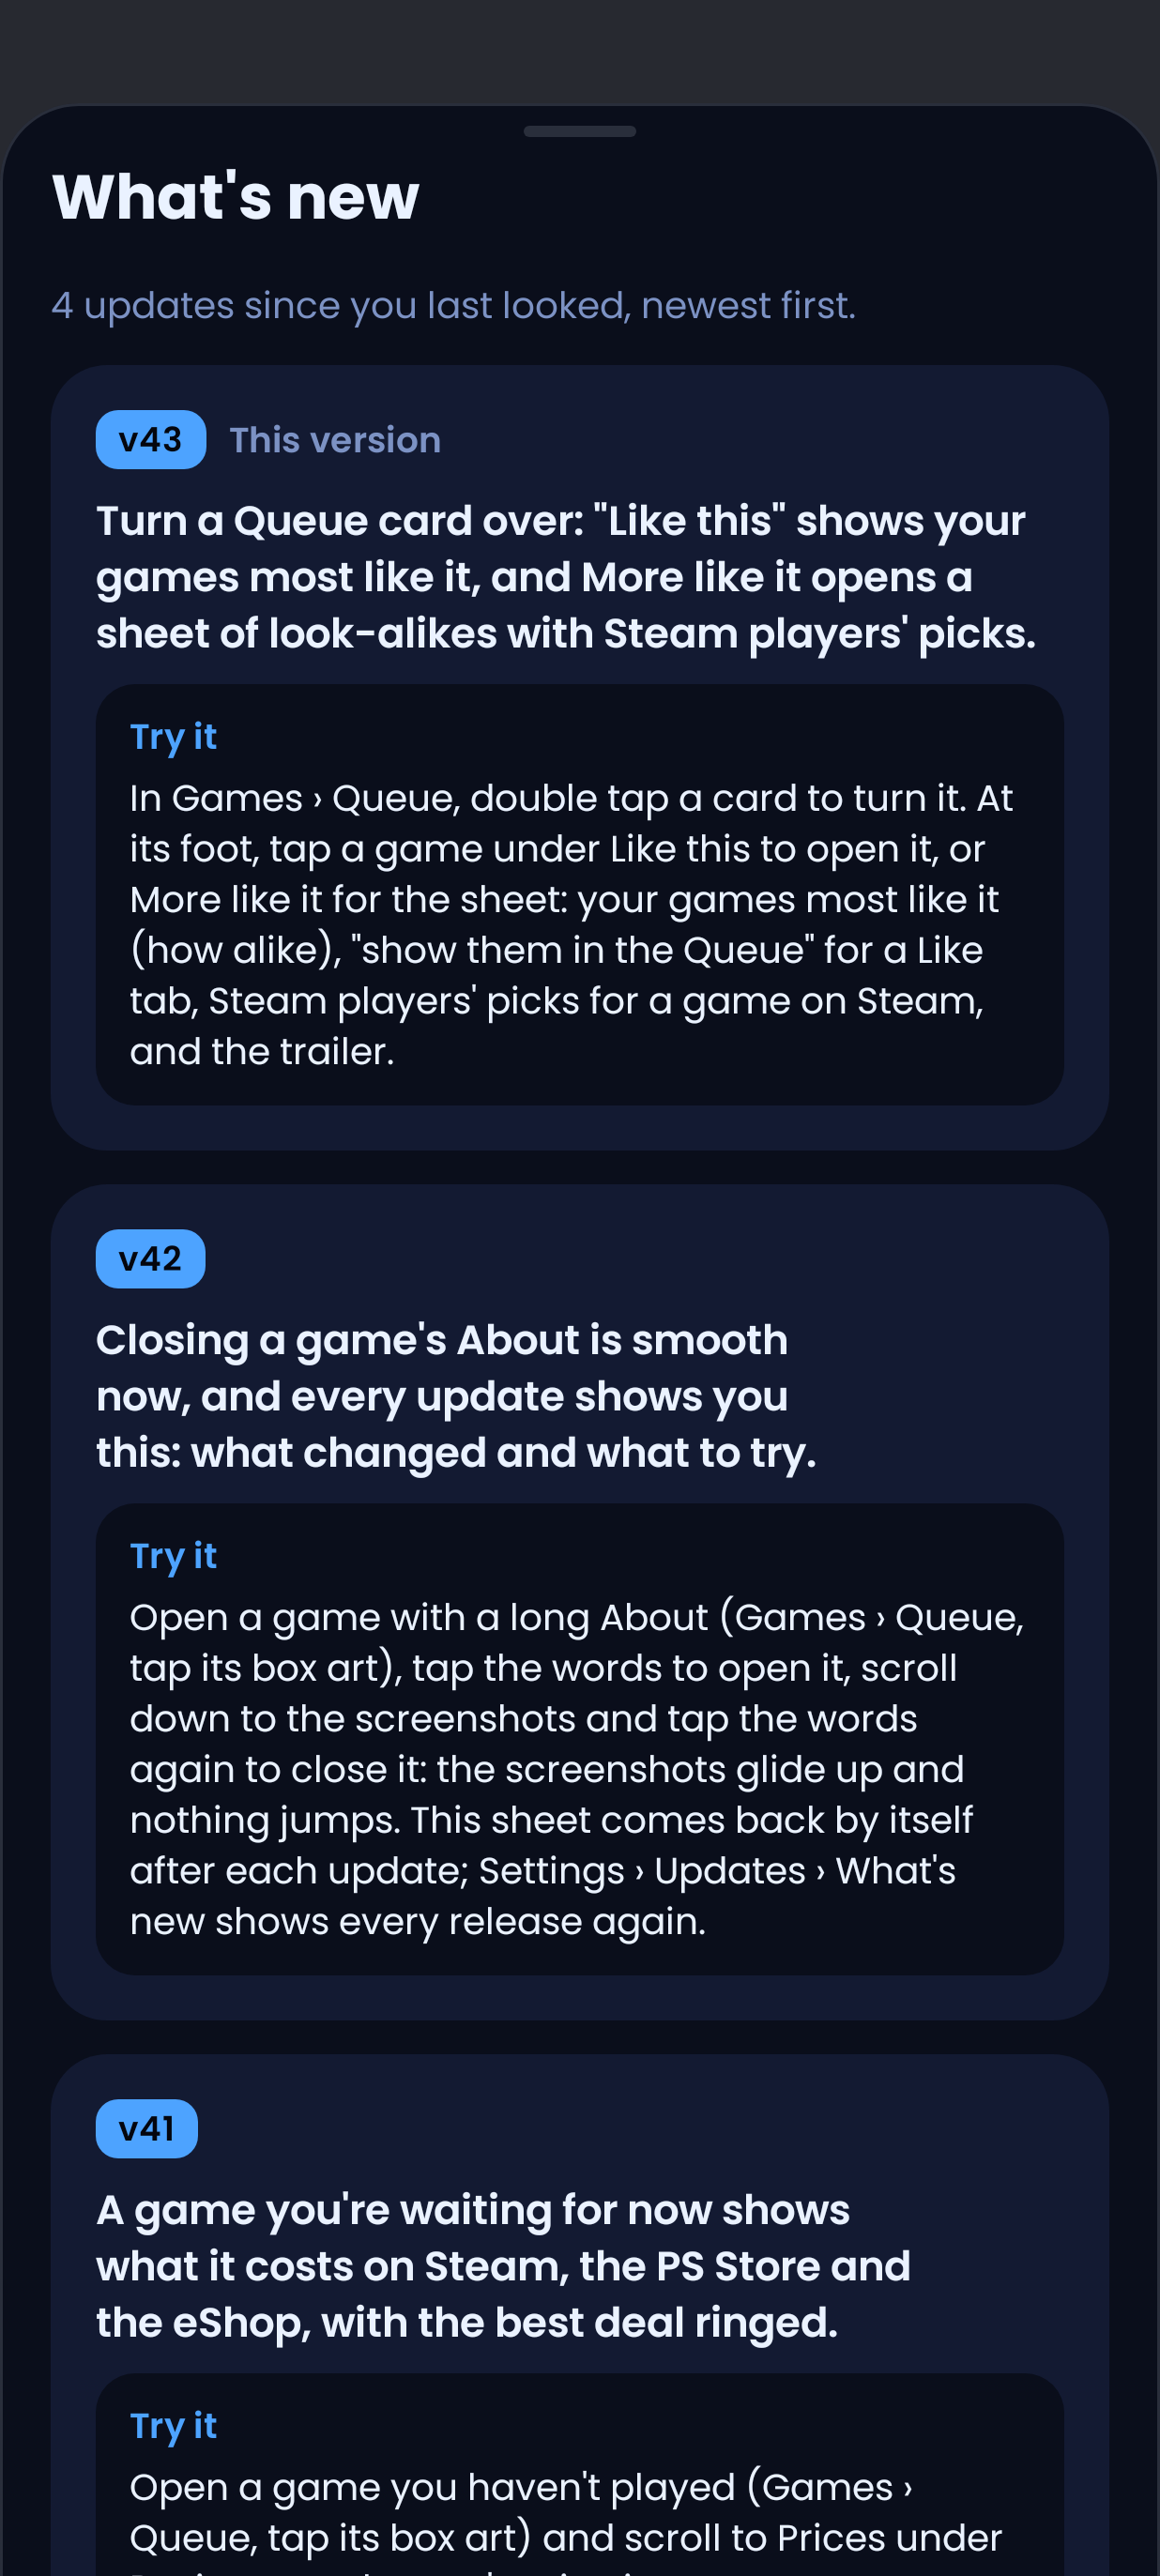 What's new
4 updates since you last looked, newest first.
v43 This version
Turn a Queue card over: "Like this" shows your
games most like it, and More like it opens a
sheet of look-alikes with Steam players' picks.
Try it
In Games › Queue, double tap a card to turn it. At
its foot, tap a game under Like this to open it, or
More like it for the sheet: your games most like it
(how alike), "show them in the Queue" for a Like
tab, Steam players' picks for a game on Steam,
and the trailer.
v42
Closing a game's About is smooth
now, and every update shows you
this: what changed and what to try.
Try it
Open a game with a long About (Games › Queue,
tap its box art), tap the words to open it, scroll
down to the screenshots and tap the words
again to close it: the screenshots glide up and
nothing jumps. This sheet comes back by itself
after each update; Settings › Updates › What's
new shows every release again.
v41
A game you're waiting for now shows
what it costs on Steam, the PS Store and
the eShop, with the best deal ringed.
Try it
Open a game you haven't played (Games ›
Queue, tap its box art) and scroll to Prices under